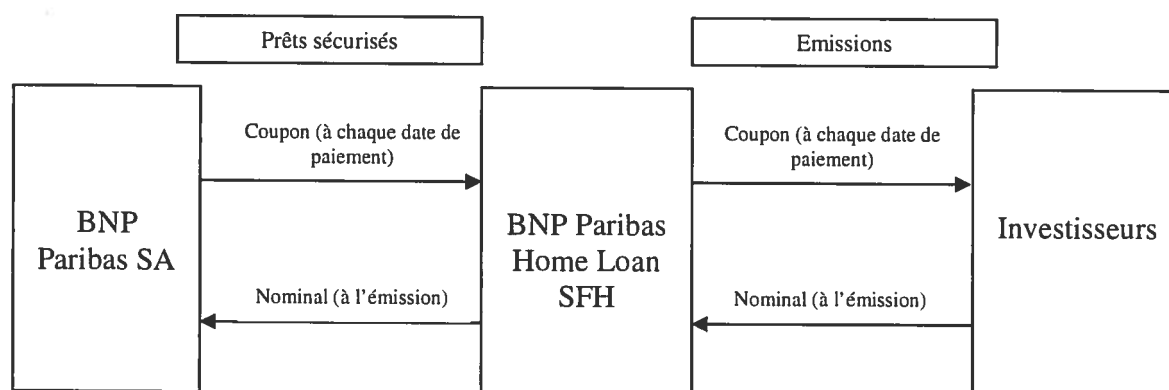 Prêts sécurisés
Emissions
Coupon (à chaque date de
paiement)
Coupon (à chaque date de
paiement)
BNP
Paribas SA
BNP Paribas
Home Loan
SFH
Investisseurs
Nominal (à l'émission)
Nominal (à l'émission)